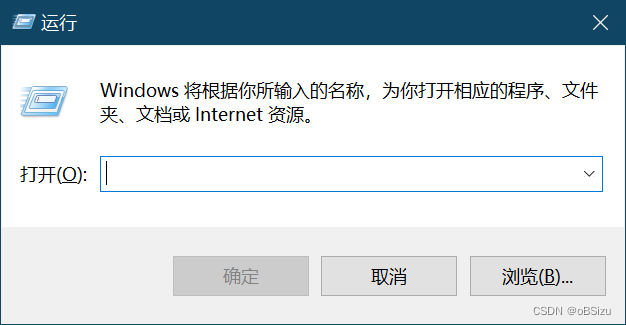 运行
Windows 将根据你所输入的名称，为你打开相应的程序、文件
夹、文档或 Internet 资源。
打开(O):
确定
取消
浏览(B)...
CSDN @oBSizu